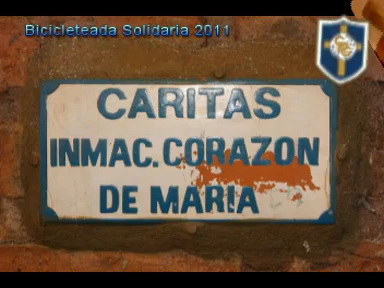 Bicicleteada Solidaria 2011
CARITAS
INMAC. CORAZON
DE MARIA